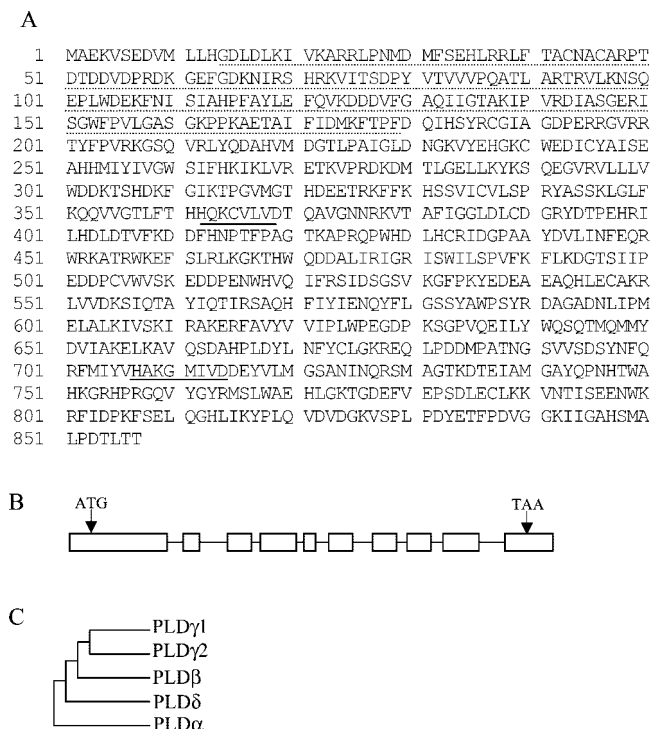 A
1 MAEKVSEDVM LLHGDLDLKI VKARRLPNMD MFSEHLRRLF TACNACARPT
51 DTDDVDPRDK GEFGDKNIRS HRKVITSDPY VTVVVPQATL ARTRVLKNSQ
101 EPLWDEKFNI SIAHPFAYLE FQVKDDDVFG AQIIGTAKIP VRDIASGERI
151 SGWFPVLGAS GKPPKAETAI FIDMKFTPFD QIHSYRCGIA GDPERRGVRR
201 TYFPVRKGSQ VRLYQDAHVM DGTLPAIGLD NGKVYEHGKC WEDICYAISE
251 AHHMIYIVGW SIFHKIKLVR ETKVPRDKDM TLGELLKYKS QEGVRVLLLV
301 WDDKTSHDKF GIKTPGVMGT HDEETRKFFK HSSVICVLSP RYASSKLGLF
351 KQQVVGTLFT HHQKCVLVDT QAVGNNRKVT AFIGGLDLCD GRYDTPEHRI
401 LHDLDTVFKD DFHNPTFPAG TKAPRQPWHD LHCRIDGPAA YDVLINFEQR
451 WRKATRWKEF SLRLKGKTHW QDDALIRIGR ISWILSPVFK FLKDGTSIIP
501 EDDPCVWVSK EDDPENWHVQ IFRSIDSGSV KGFPKYEDEA EAQHLECAKR
551 LVVDKSIQTA YIQTIRSAQH FIYIENQYFL GSSYAWPSYR DAGADNLIPM
601 ELALKIVSKI RAKERFAVYV VIPLWPEGDP KSGPVQEILY WQSQTMQMMY
651 DVIAKELKAV QSDAHPLDYL NFYCLGKREQ LPDDMPATNG SVVSDSYNFQ
701 RFMIYVHAKG MIVDDEYVLM GSANINQRSM AGTKDTEIAM GAYQPNHTWA
751 HKGRHPRGQV YGYRMSLWAE HLGKTGDEFV EPSDLECLKK VNTISEENWK
801 RFIDPKFSEL QGHLIKYPLQ VDVDGKVSPL PDYETFPDVG GKIIGAHSMA
851 LPDTLTT
B
ATG TAA
C
PLDγ1
PLDγ2
PLDβ
PLDδ
PLDα